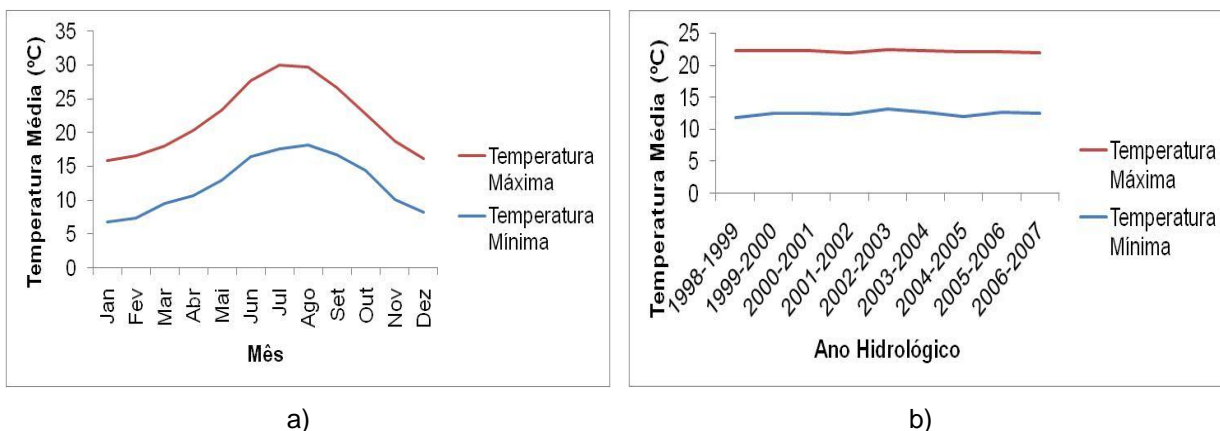 35
30
25
20
15
10
5
0
Temperatura Média (ºC)
Jan Fev Mar Abr Mai Jun Jul Ago Set Out Nov Dez
Mês
Temperatura
Máxima
Temperatura
Mínima
a)
25
20
15
10
5
0
Temperatura Média (ºC)
1998-1999 1999-2000 2000-2001 2001-2002 2002-2003 2003-2004 2004-2005 2005-2006 2006-2007
Ano Hidrológico
Temperatura
Máxima
Temperatura
Mínima
b)